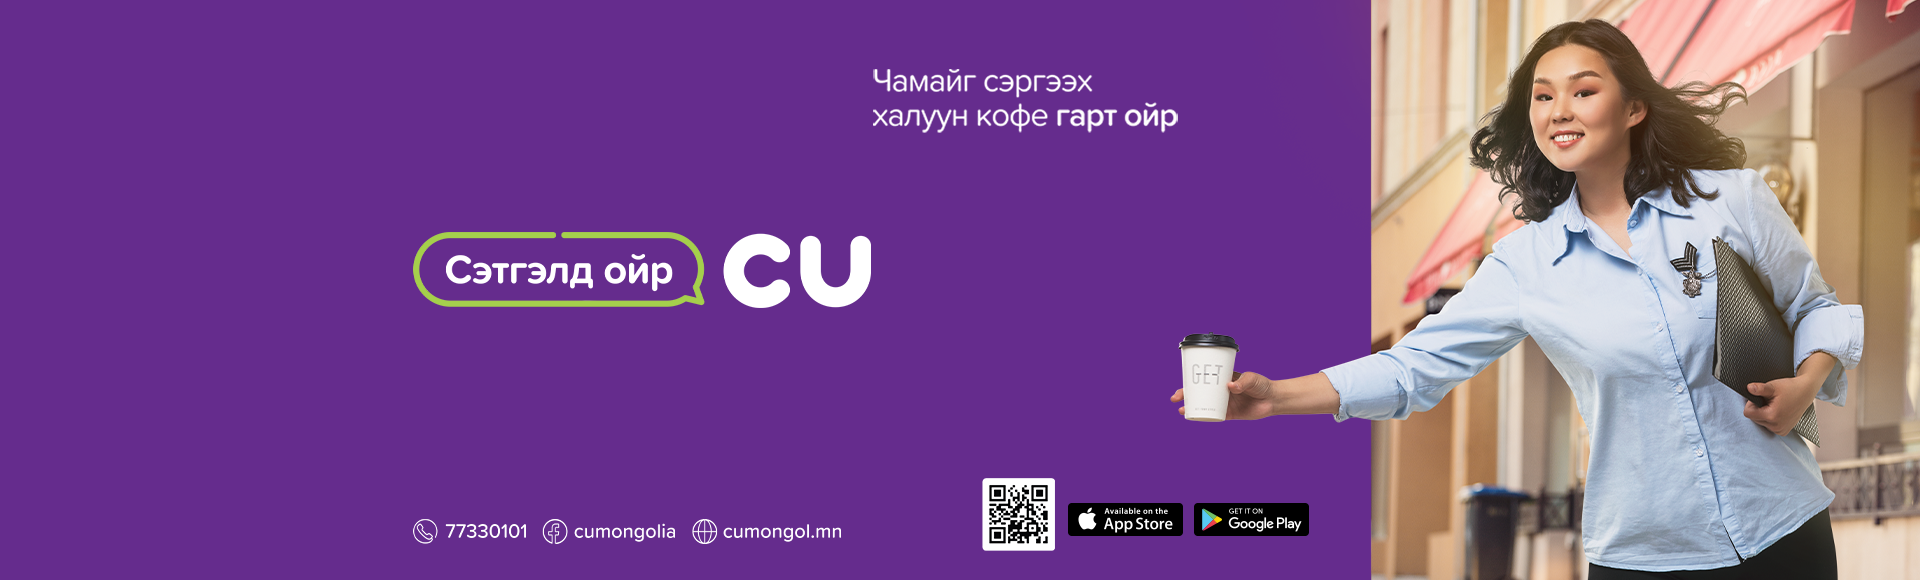 Чамайг сэргээх
халуун кофе гарт ойр
Сэтгэлд ойр CU
GET
77330101 cumongolia cumongol.mn
Available on the
App Store
GET IT ON
Google Play